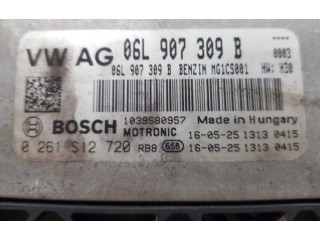 VW AG 06L 907 309 B
06L 907 309 B BENZIN MG1CS001
0003
HW: H30
BOSCH
1039S80957
MOTRONIC
Made in Hungary
16-05-25 1313 0415
0 261 S12 720 RB8 658 16-05-25 1313 0415